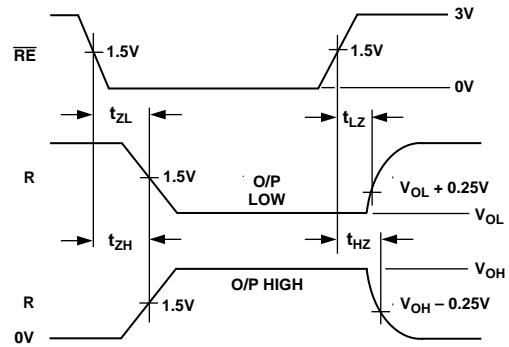 3V
R̅E̅
1.5V
1.5V
0V
tZL
tLZ
R
1.5V
O/P
LOW
VOL + 0.25V
VOL
tZH
tHZ
O/P HIGH
VOH
R
1.5V
VOH – 0.25V
0V